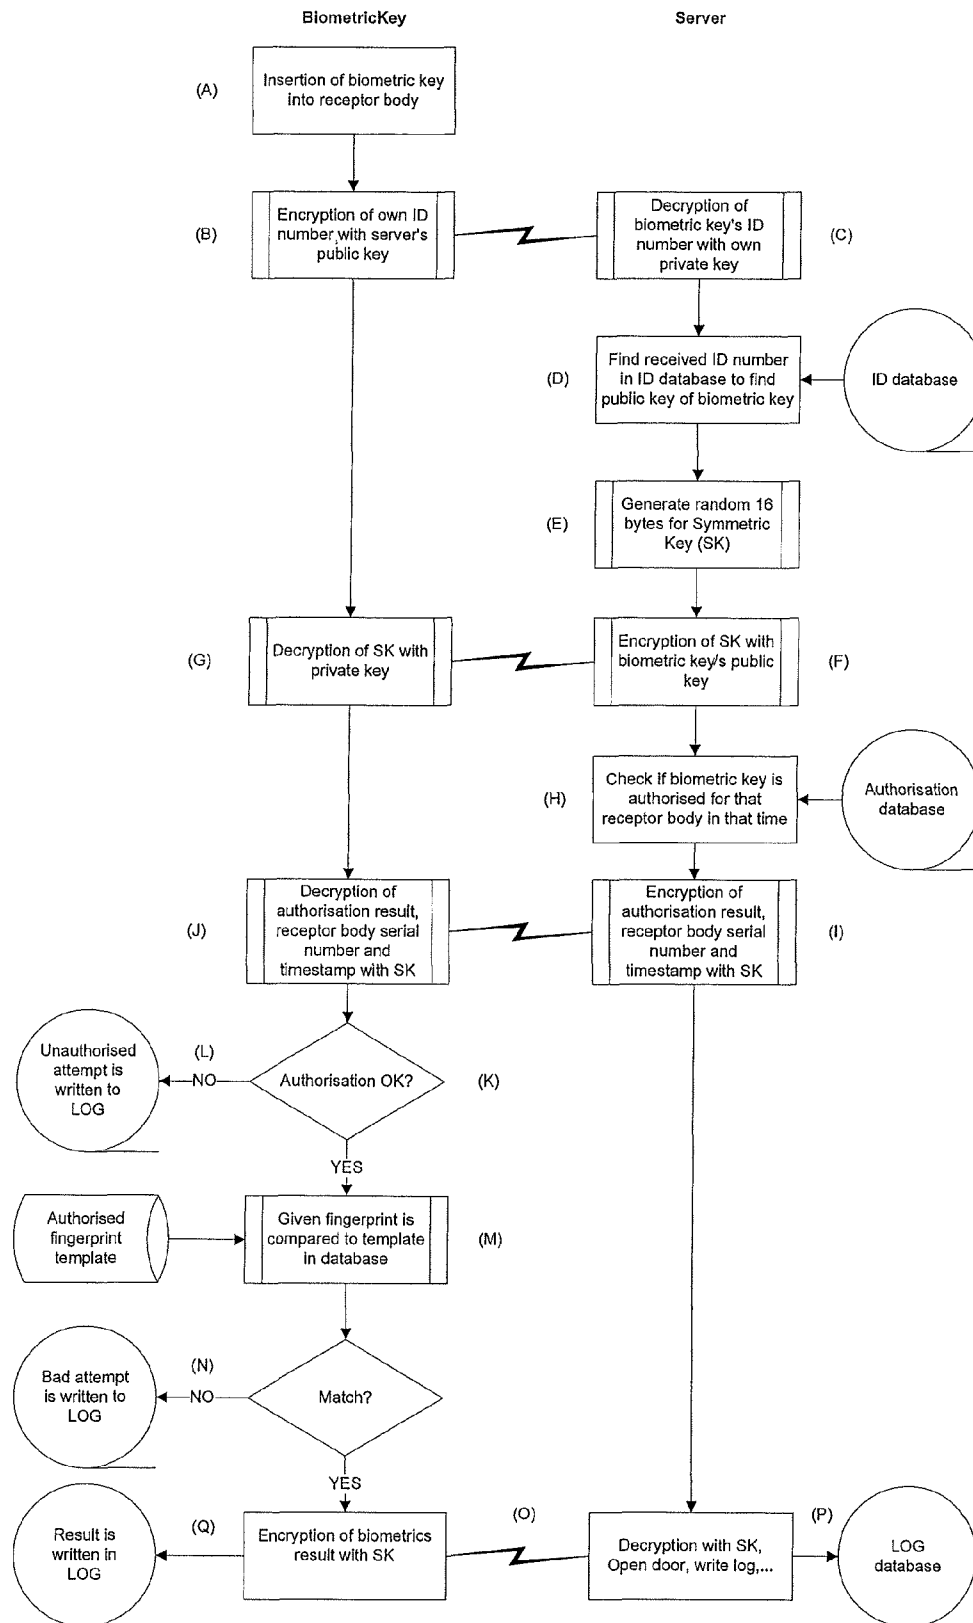 BiometricKey
Server
(A)
Insertion of biometric key
into receptor body
(B)
Encryption of own ID
number with server's
public key
Decryption of
biometric key's ID
number with own
private key
(C)
(D)
Find received ID number
in ID database to find
public key of biometric key
ID database
(E)
Generate random 16
bytes for Symmetric
Key (SK)
(G)
Decryption of SK with
private key
Encryption of SK with
biometric key's public
key
(F)
(H)
Check if biometric key is
authorised for that
receptor body in that time
Authorisation
database
(J)
Decryption of
authorisation result,
receptor body serial
number and
timestamp with SK
Encryption of
authorisation result,
receptor body serial
number and
timestamp with SK
(I)
Unauthorised
attempt is
written to
LOG
(L)
NO
Authorisation OK?
(K)
YES
Authorised
fingerprint
template
Given fingerprint is
compared to template
in database
(M)
Bad attempt
is written to
LOG
(N)
NO
Match?
YES
Result is
written in
LOG
(Q)
Encryption of biometrics
result with SK
(O)
Decryption with SK,
Open door, write log,...
(P)
LOG
database